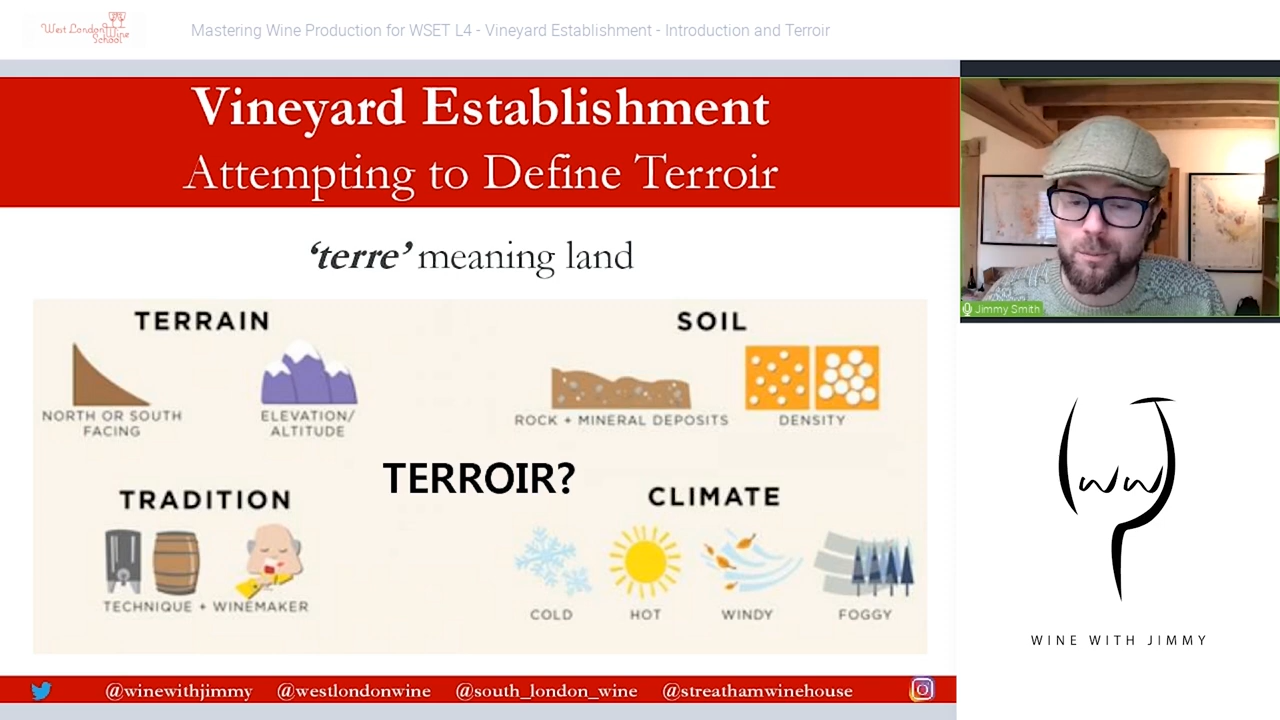 West London
Wine
School
Mastering Wine Production for WSET L4 - Vineyard Establishment - Introduction and Terroir
Vineyard Establishment
Attempting to Define Terroir
‘terre’ meaning land
TERRAIN
NORTH OR SOUTH
FACING
ELEVATION/
ALTITUDE
SOIL
ROCK + MINERAL DEPOSITS
DENSITY
TERROIR?
TRADITION
TECHNIQUE + WINEMAKER
CLIMATE
COLD
HOT
WINDY
FOGGY
@winewithjimmy
@westlondonwine
@south_london_wine
@streathamwinehouse
Jimmy Smith
WW
WINE WITH JIMMY